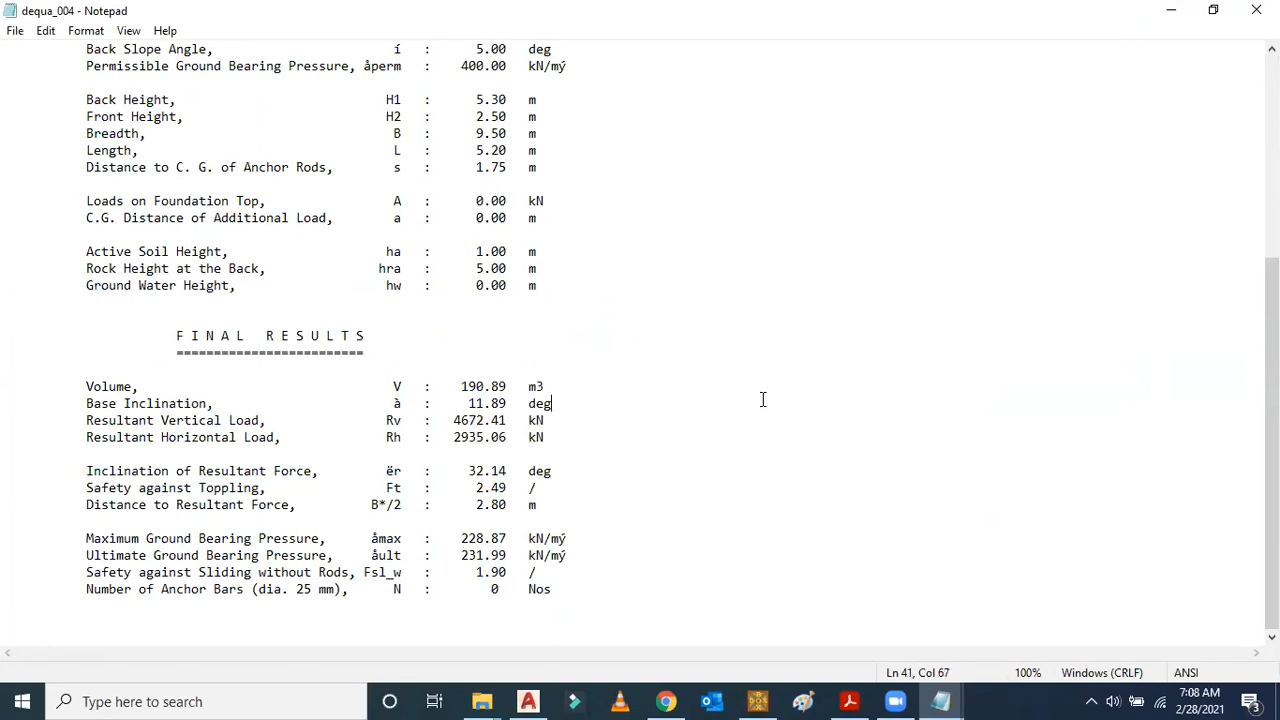 dequa_004 - Notepad
File Edit Format View Help
Back Slope Angle, í : 5.00 deg
Permissible Ground Bearing Pressure, åperm : 400.00 kN/mý
Back Height, H1 : 5.30 m
Front Height, H2 : 2.50 m
Breadth, B : 9.50 m
Length, L : 5.20 m
Distance to C. G. of Anchor Rods, s : 1.75 m
Loads on Foundation Top, A : 0.00 kN
C.G. Distance of Additional Load, a : 0.00 m
Active Soil Height, ha : 1.00 m
Rock Height at the Back, hra : 5.00 m
Ground Water Height, hw : 0.00 m
F I N A L   R E S U L T S
=========================
Volume, V : 190.89 m3
Base Inclination, à : 11.89 deg
Resultant Vertical Load, Rv : 4672.41 kN
Resultant Horizontal Load, Rh : 2935.06 kN
Inclination of Resultant Force, ër : 32.14 deg
Safety against Toppling, Ft : 2.49 /
Distance to Resultant Force, B*/2 : 2.80 m
Maximum Ground Bearing Pressure, åmax : 228.87 kN/mý
Ultimate Ground Bearing Pressure, åult : 231.99 kN/mý
Safety against Sliding without Rods, Fsl_w : 1.90 /
Number of Anchor Bars (dia. 25 mm), N : 0 Nos
Ln 41, Col 67 100% Windows (CRLF) ANSI
Type here to search
7:08 AM
2/28/2021
3